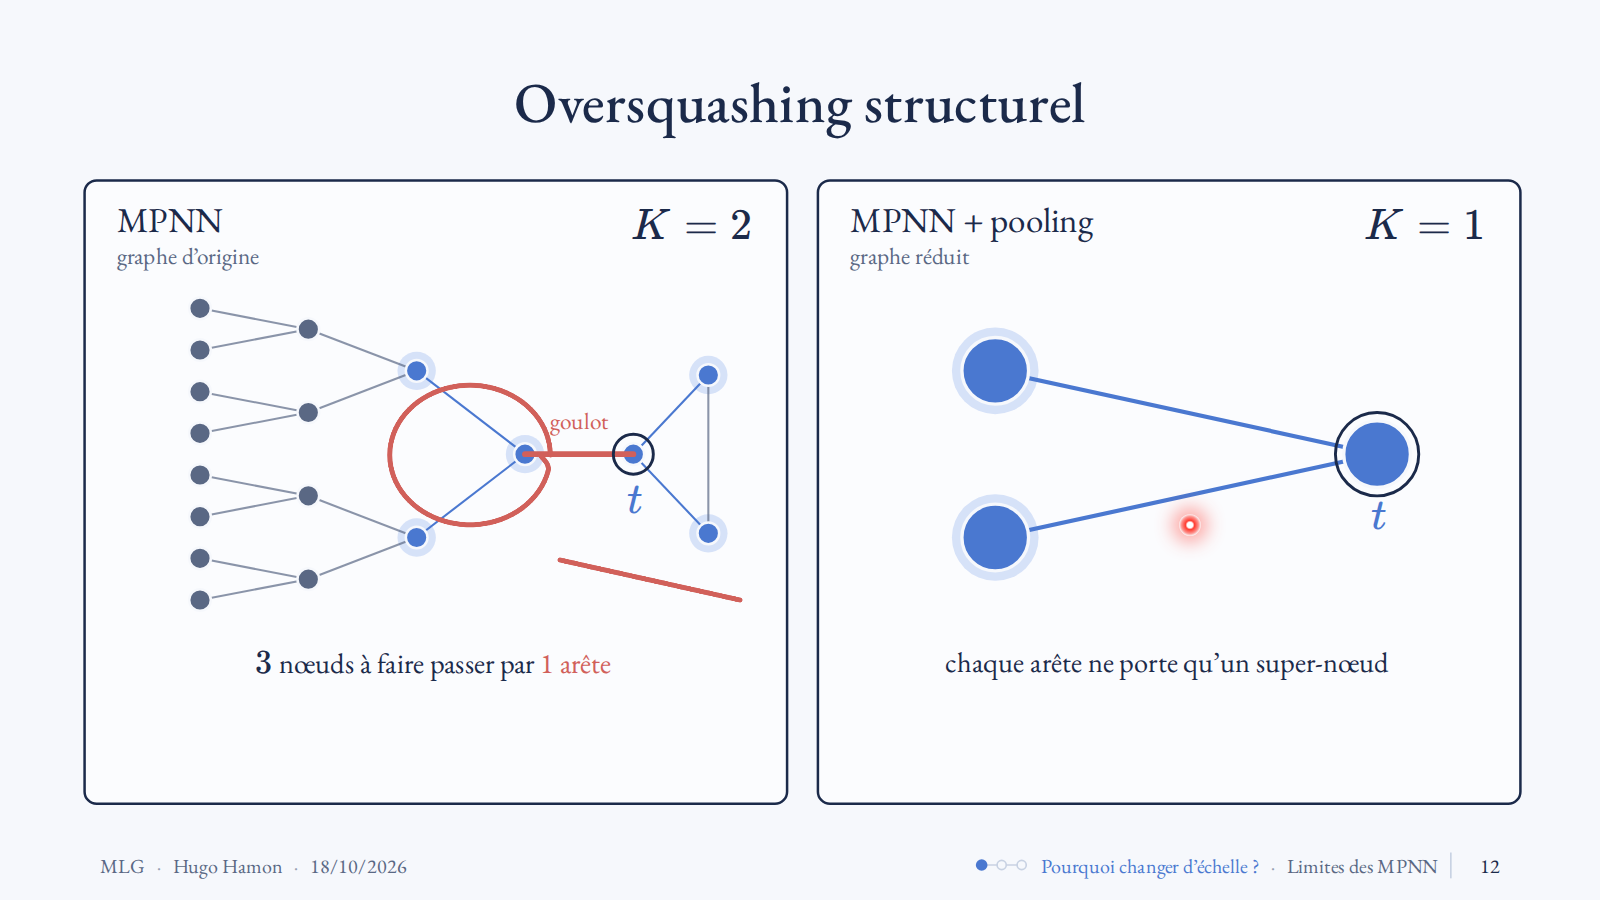 Oversquashing structurel
MPNN
graphe d’origine
K = 2
goulot
t
3 nœuds à faire passer par 1 arête
MPNN + pooling
graphe réduit
K = 1
t
chaque arête ne porte qu’un super-nœud
MLG · Hugo Hamon · 18/10/2026
Pourquoi changer d’échelle ? · Limites des MPNN 12